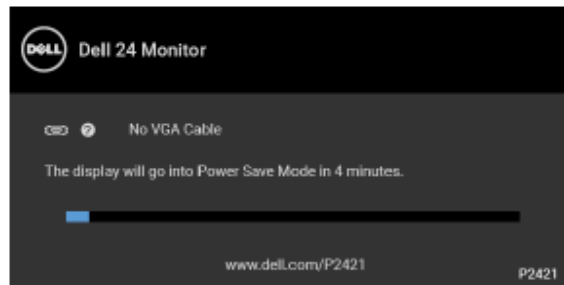 DELL
Dell 24 Monitor
? No VGA Cable
The display will go into Power Save Mode in 4 minutes.
www.dell.com/P2421
P2421